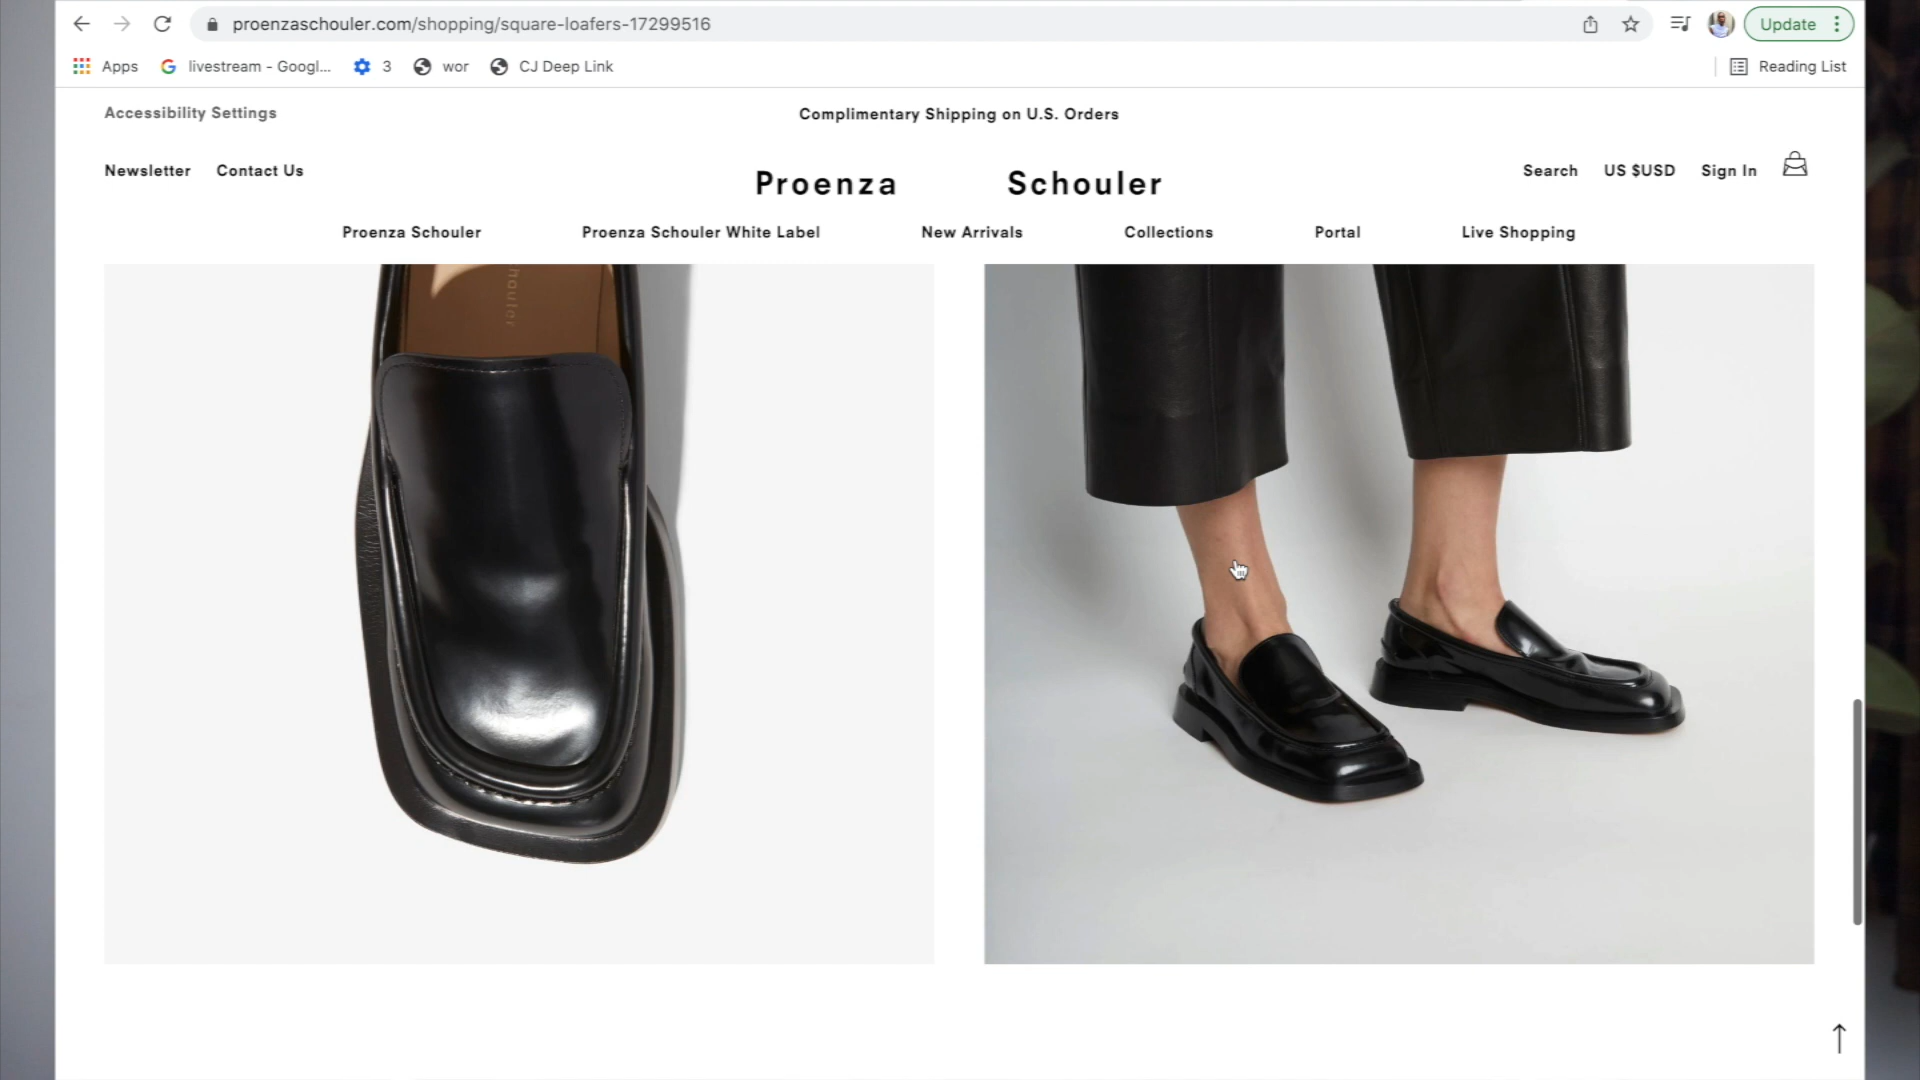 proenzaschouler.com/shopping/square-loafers-17299516
Update
Apps
livestream - Googl...
3
wor
CJ Deep Link
Reading List
Accessibility Settings
Complimentary Shipping on U.S. Orders
Newsletter
Contact Us
Proenza Schouler
Search
US $USD
Sign In
Proenza Schouler
Proenza Schouler White Label
New Arrivals
Collections
Portal
Live Shopping
houler